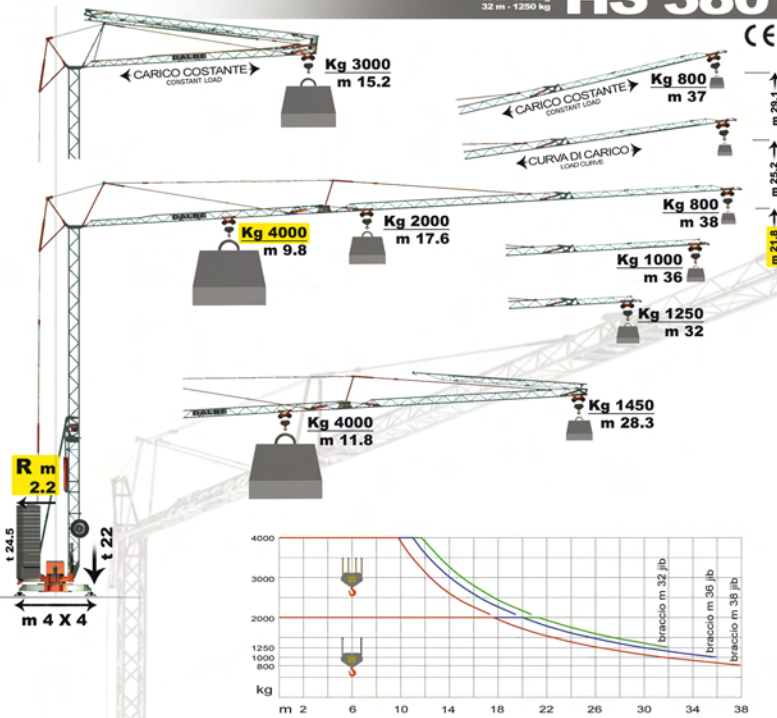 32 m - 1250 kg
HS 380
CE
DALBE
CARICO COSTANTE
CONSTANT LOAD
Kg 3000
m 15.2
Kg 800
m 37
CARICO COSTANTE
CONSTANT LOAD
CURVA DI CARICO
LOAD CURVE
m 25.2
DALBE
Kg 4000
m 9.8
Kg 2000
m 17.6
Kg 800
m 38
m 21.8
Kg 1000
m 36
Kg 1250
m 32
DALBE
Kg 4000
m 11.8
Kg 1450
m 28.3
R m
2.2
t 24.5
t 22
m 4 X 4
4000
3000
2000
1250
1000
800
kg
braccio m 32 jib
braccio m 36 jib
braccio m 38 jib
m 2 6 10 14 18 22 26 30 34 38